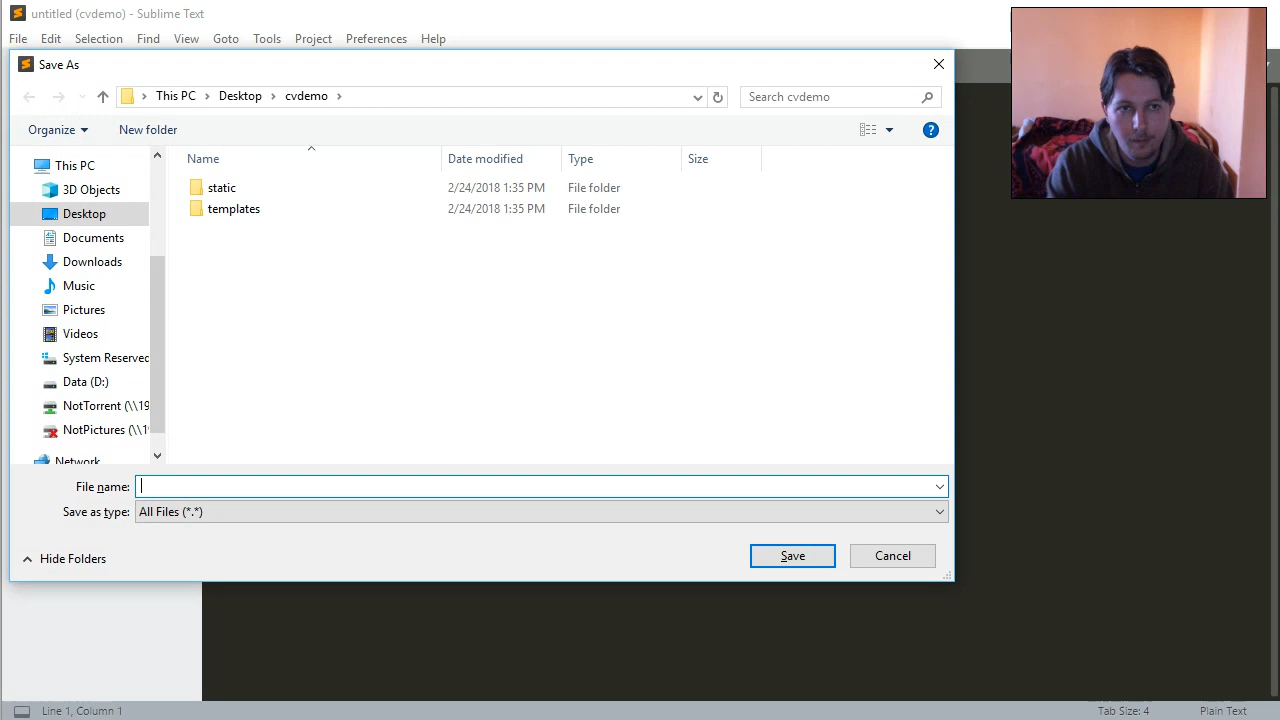 untitled (cvdemo) - Sublime Text
File Edit Selection Find View Goto Tools Project Preferences Help
Save As
This PC Desktop cvdemo
Search cvdemo
Organize New folder
Name Date modified Type Size
This PC
3D Objects
Desktop
Documents
Downloads
Music
Pictures
Videos
System Reserved
Data (D:)
NotTorrent (\\19
NotPictures (\\19
Network
static 2/24/2018 1:35 PM File folder
templates 2/24/2018 1:35 PM File folder
File name:
Save as type: All Files (*.*)
Hide Folders
Save Cancel
Line 1, Column 1
Tab Size: 4 Plain Text